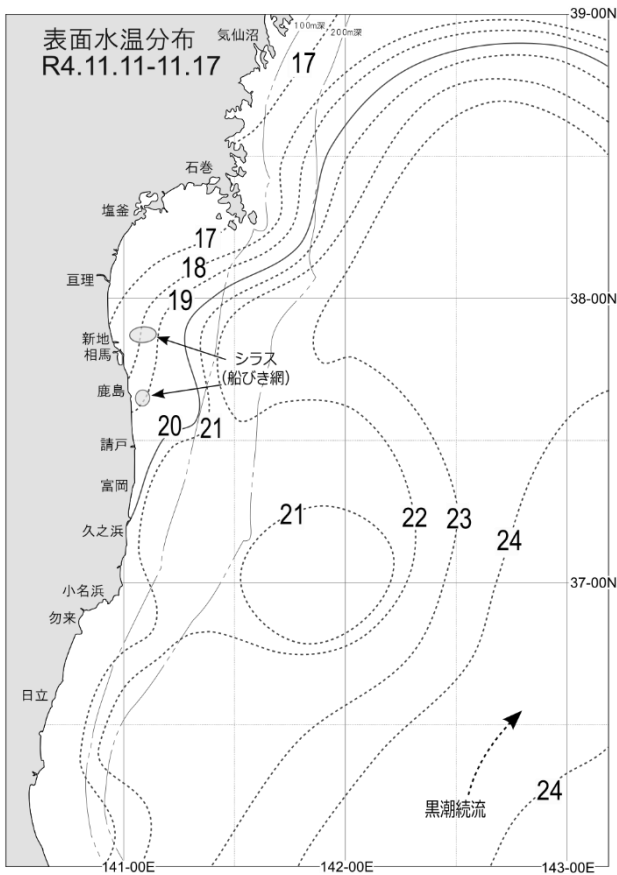 39-00N
100m深
200m深
表面水温分布
R4.11.11-11.17
気仙沼
17
石巻
塩釜
17
18
亘理
19
38-00N
新地
相馬
シラス
(船びき網)
鹿島
20
21
請戸
富岡
21
22
23
24
久之浜
37-00N
小名浜
勿来
日立
24
黒潮続流
141-00E
142-00E
143-00E